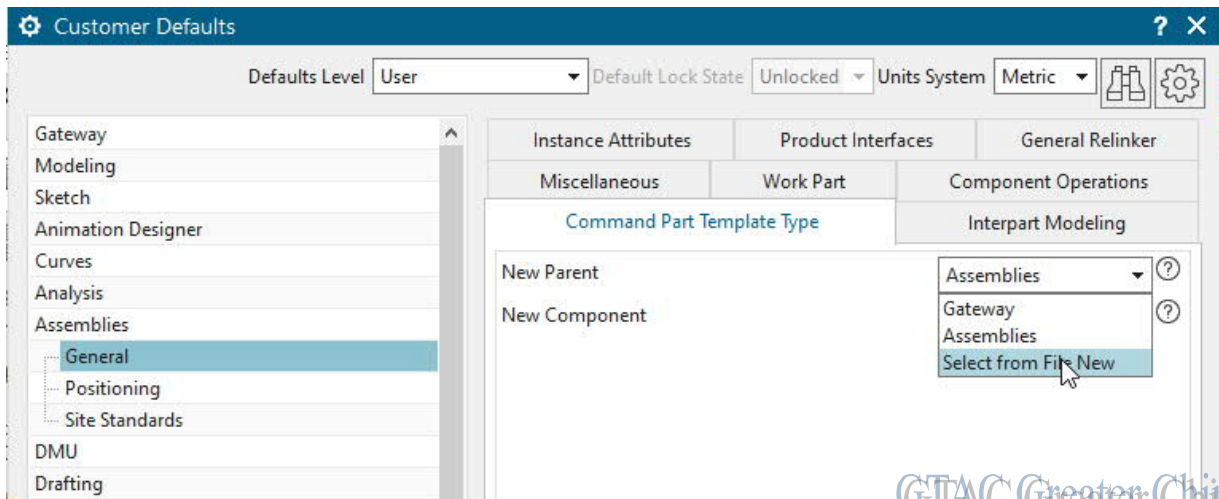 Customer Defaults
? X
Defaults Level User Default Lock State Unlocked Units System Metric
Gateway
Modeling
Sketch
Animation Designer
Curves
Analysis
Assemblies
General
Positioning
Site Standards
DMU
Drafting
Instance Attributes Product Interfaces General Relinker
Miscellaneous Work Part Component Operations
Command Part Template Type Interpart Modeling
New Parent Assemblies ?
New Component ?
Gateway
Assemblies
Select from File New
GTAC Greater